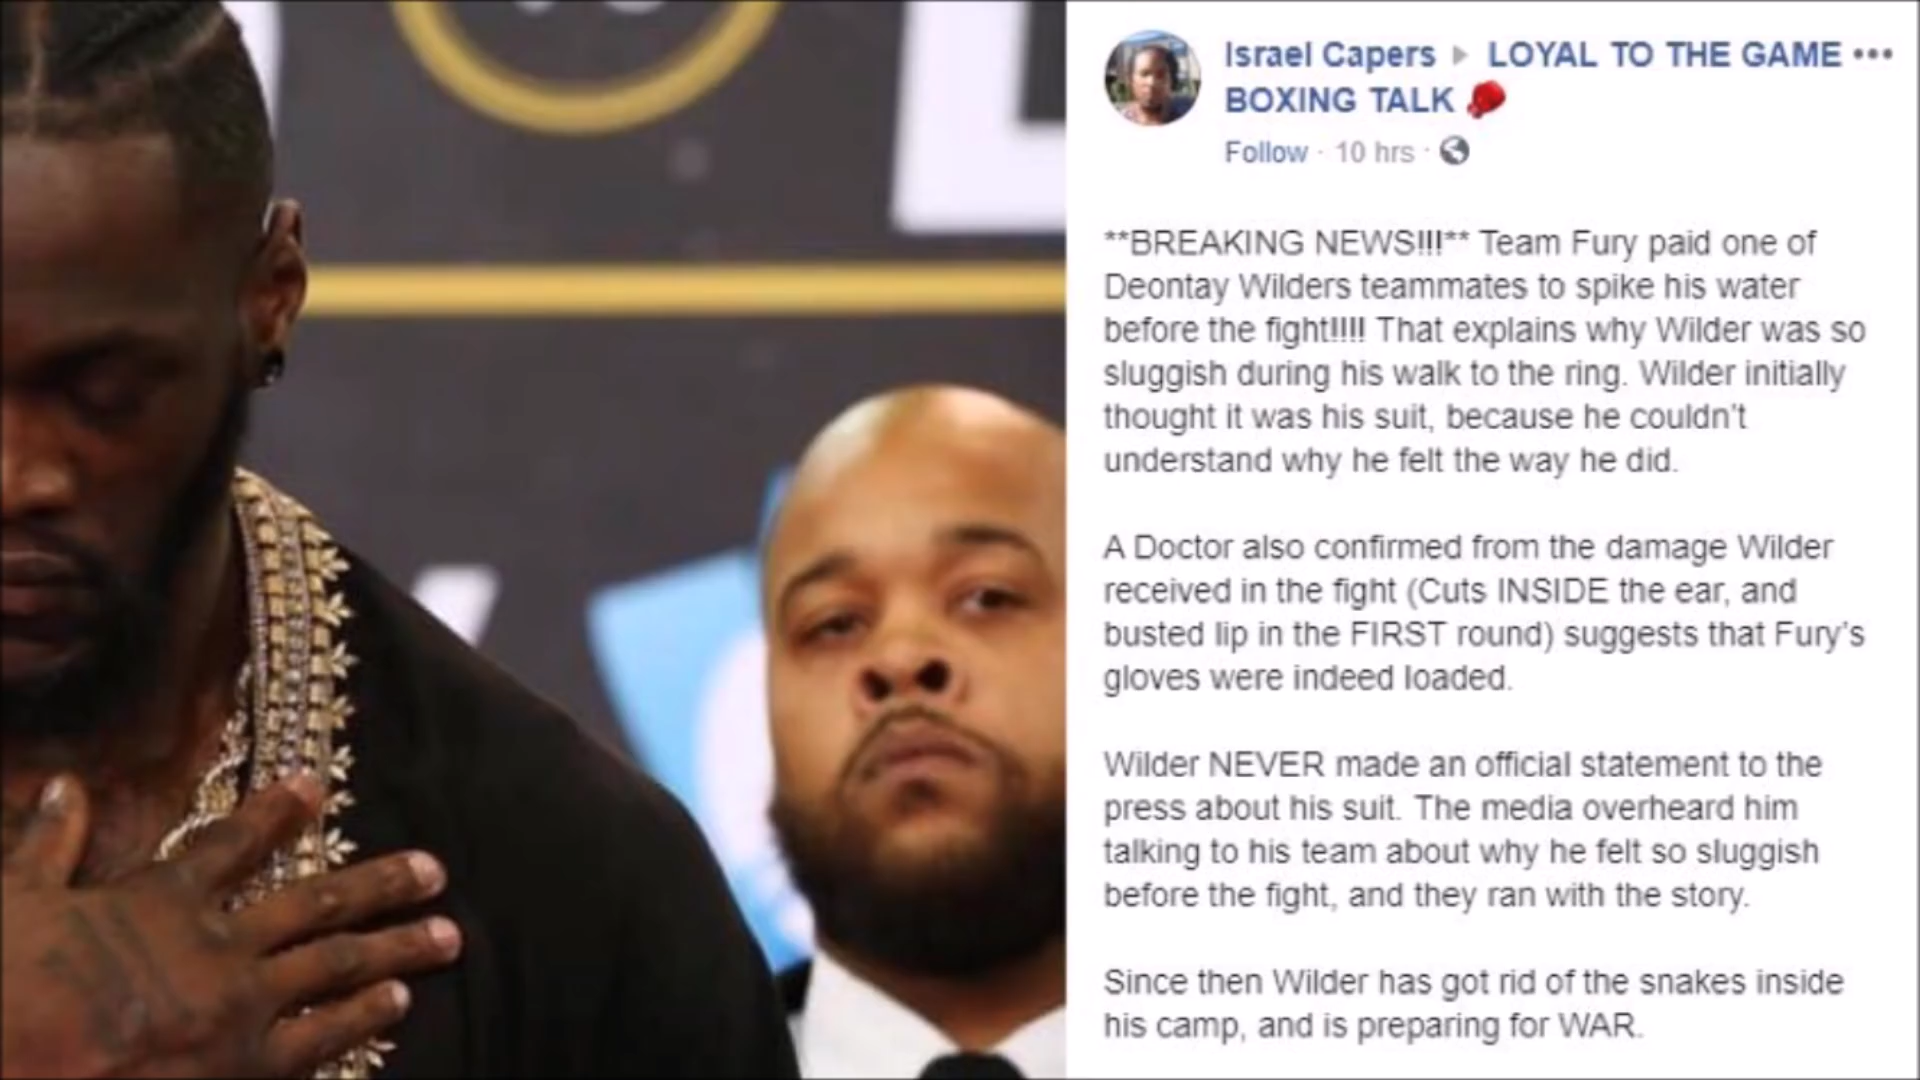 Israel Capers ▸ LOYAL TO THE GAME
BOXING TALK 🥊
Follow · 10 hrs ·
**BREAKING NEWS!!!** Team Fury paid one of
Deontay Wilders teammates to spike his water
before the fight!!!! That explains why Wilder was so
sluggish during his walk to the ring. Wilder initially
thought it was his suit, because he couldn't
understand why he felt the way he did.
A Doctor also confirmed from the damage Wilder
received in the fight (Cuts INSIDE the ear, and
busted lip in the FIRST round) suggests that Fury's
gloves were indeed loaded.
Wilder NEVER made an official statement to the
press about his suit. The media overheard him
talking to his team about why he felt so sluggish
before the fight, and they ran with the story.
Since then Wilder has got rid of the snakes inside
his camp, and is preparing for WAR.